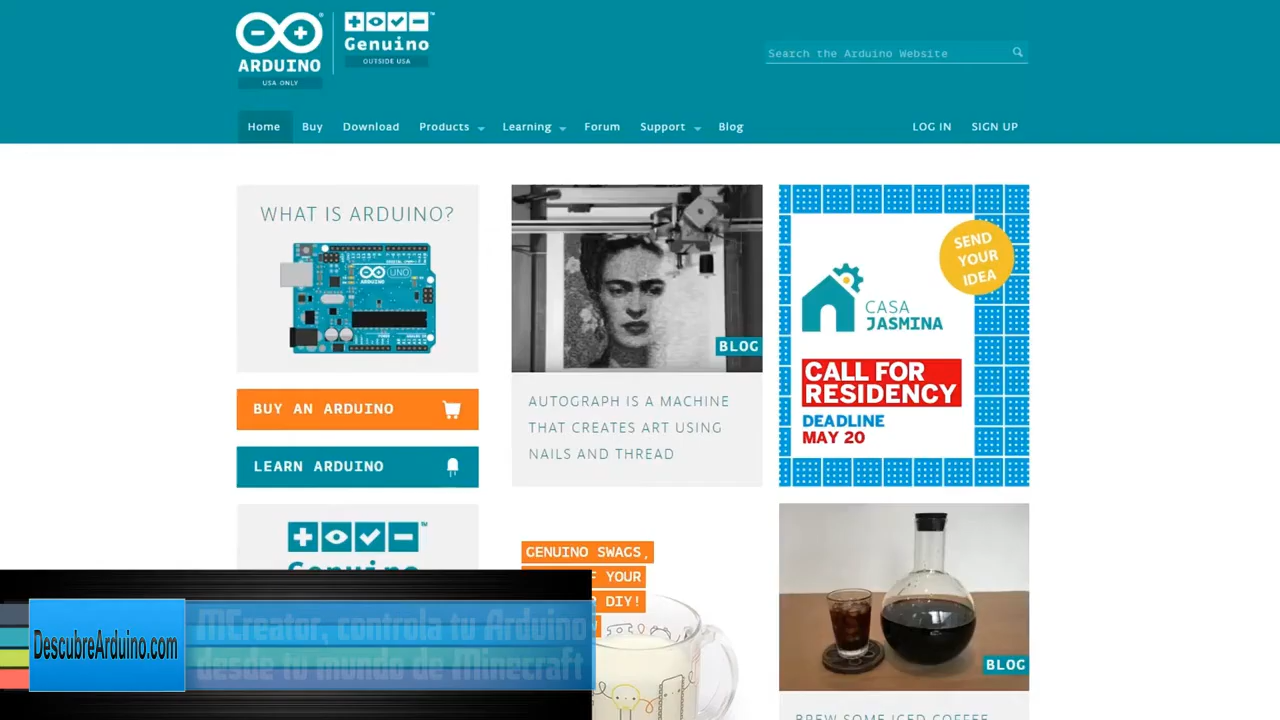 ARDUINO
USA ONLY
Genuino
OUTSIDE USA
Search the Arduino Website
Home Buy Download Products Learning Forum Support Blog LOG IN SIGN UP
WHAT IS ARDUINO?
UNO
BUY AN ARDUINO
LEARN ARDUINO
Genuino
BLOG
AUTOGRAPH IS A MACHINE
THAT CREATES ART USING
NAILS AND THREAD
SEND
YOUR
IDEA
CASA
JASMINA
CALL FOR
RESIDENCY
DEADLINE
MAY 20
GENUINO SWAGS,
YOUR
DIY!
BLOG
BREW SOME ICED COFFEE
DescubreArduino.com
MCreator, controla tu Arduino
desde tu mundo de Minecraft